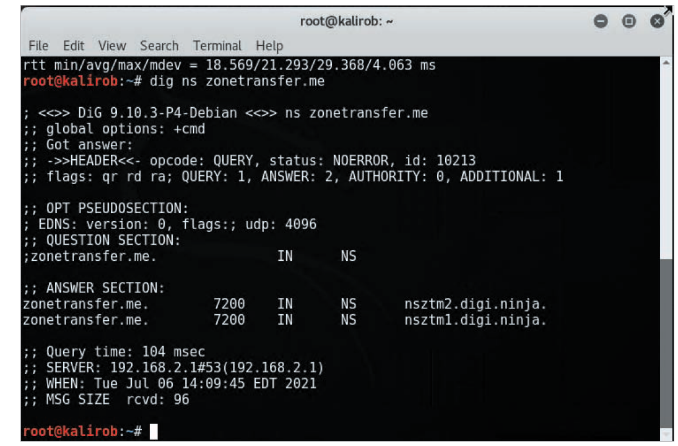 root@kalirob: ~
File Edit View Search Terminal Help
rtt min/avg/max/mdev = 18.569/21.293/29.368/4.063 ms
root@kalirob:~# dig ns zonetransfer.me
; <<>> DiG 9.10.3-P4-Debian <<>> ns zonetransfer.me
;; global options: +cmd
;; Got answer:
;; ->>HEADER<<- opcode: QUERY, status: NOERROR, id: 10213
;; flags: qr rd ra; QUERY: 1, ANSWER: 2, AUTHORITY: 0, ADDITIONAL: 1
;; OPT PSEUDOSECTION:
; EDNS: version: 0, flags:; udp: 4096
;; QUESTION SECTION:
;zonetransfer.me. IN NS
;; ANSWER SECTION:
zonetransfer.me. 7200 IN NS nsztm2.digi.ninja.
zonetransfer.me. 7200 IN NS nsztm1.digi.ninja.
;; Query time: 104 msec
;; SERVER: 192.168.2.1#53(192.168.2.1)
;; WHEN: Tue Jul 06 14:09:45 EDT 2021
;; MSG SIZE rcvd: 96
root@kalirob:~#